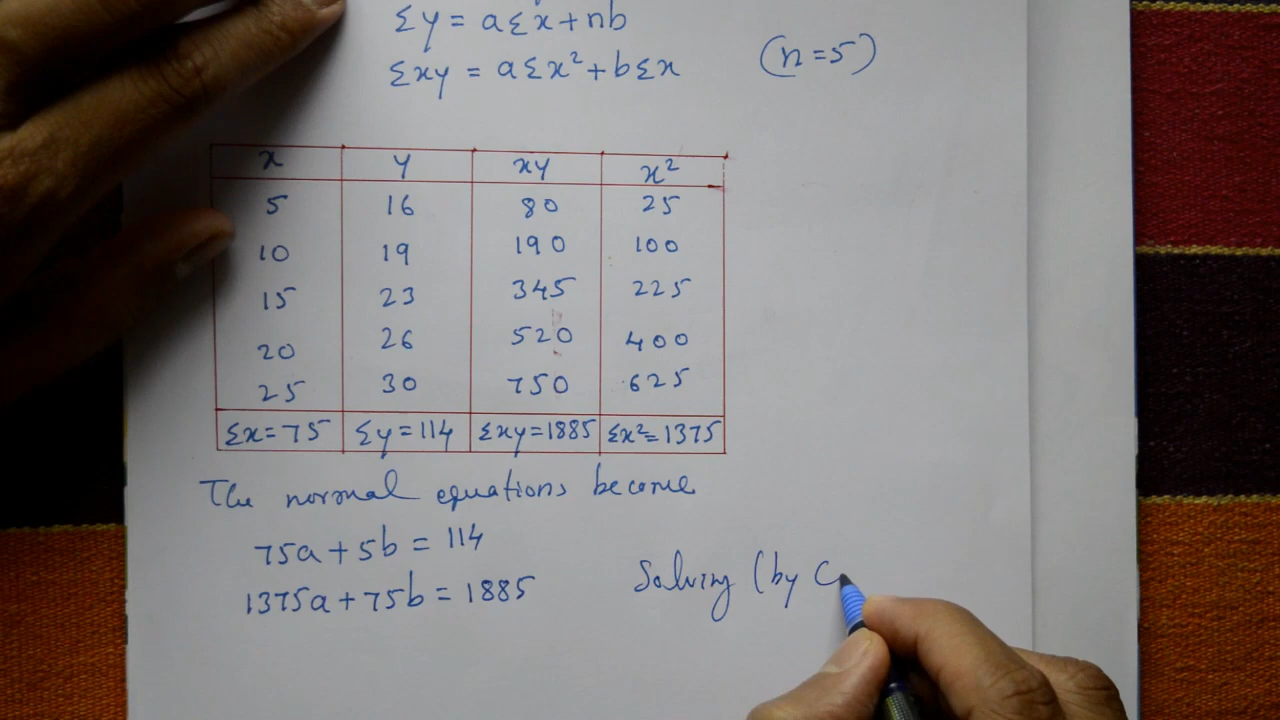 Σy = aΣx + nb
Σxy = aΣx² + bΣx (n=5)
x y xy x²
5 16 80 25
10 19 190 100
15 23 345 225
20 26 520 400
25 30 750 625
Σx=75 Σy=114 Σxy=1885 Σx²=1375
The normal equations become
75a + 5b = 114
1375a + 75b = 1885
Solving (by C